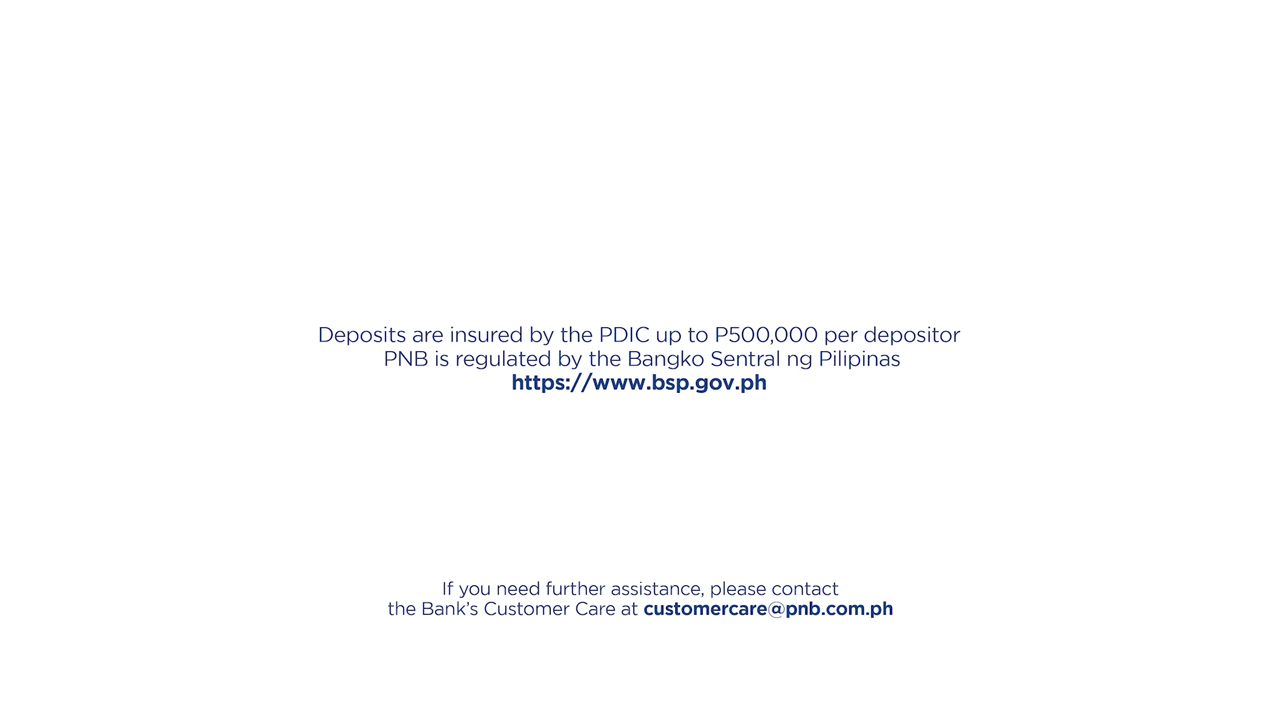 Deposits are insured by the PDIC up to P500,000 per depositor
PNB is regulated by the Bangko Sentral ng Pilipinas
https://www.bsp.gov.ph
If you need further assistance, please contact
the Bank’s Customer Care at customercare@pnb.com.ph